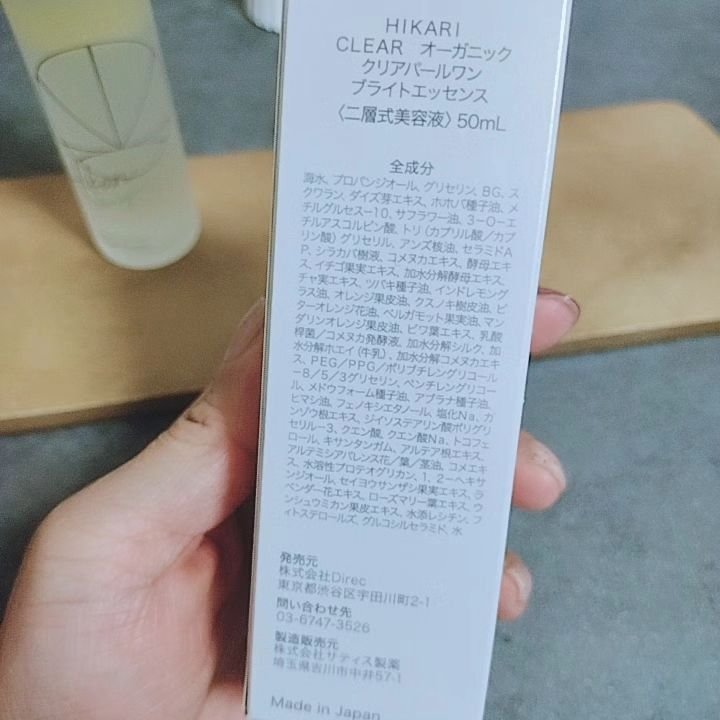 HIKARI
CLEAR オーガニック
クリアパールワン
ブライトエッセンス
〈二層式美容液〉50mL
全成分
海水、プロパンジオール、グリセリン、BG、ス
クワラン、ダイズ芽エキス、ホホバ種子油、メ
チルグルセス-10、サフラワー油、3-O-エ
チルアスコルビン酸、トリ(カプリル酸/カプ
リン酸)グリセリル、アンズ核油、セラミドA
P、シラカバ樹液、コメヌカエキス、酵母エキ
ス、イチゴ果実エキス、加水分解酵母エキス、
チャ実エキス、ツバキ種子油、インドレモング
ラス油、オレンジ果皮油、クスノキ樹皮油、ビ
ターオレンジ花油、ベルガモット果実油、マン
ダリンオレンジ果皮油、ビワ葉エキス、乳酸
桿菌/コメヌカ発酵液、加水分解シルク、加
水分解ホエイ(牛乳)、加水分解コメヌカエキ
ス、PEG/PPG/ポリブチレングリコール
-8/5/3グリセリン、ペンチレングリコー
ル、メドウフォーム種子油、アブラナ種子油、
ヒマシ油、フェノキシエタノール、塩化Na、カ
ンゾウ根エキス、ジイソステアリン酸ポリグリ
セリル-3、クエン酸、クエン酸Na、トコフェ
ロール、キサンタンガム、アルテア根エキス、
アルテミシアパレンス花/葉/茎油、コメエキ
ス、水溶性プロテオグリカン、1,2-ヘキサ
ンジオール、セイヨウサンザシ果実エキス、ラ
ベンダー花エキス、ローズマリー葉エキス、ウ
ンシュウミカン果皮エキス、水添レシチン、フ
ィトステロールズ、グルコシルセラミド、水
発売元
株式会社Direc
東京都渋谷区宇田川町2-1
問い合わせ先
03-6747-3526
製造販売元
株式会社サティス製薬
埼玉県吉川市中井57-1
Made in Japan